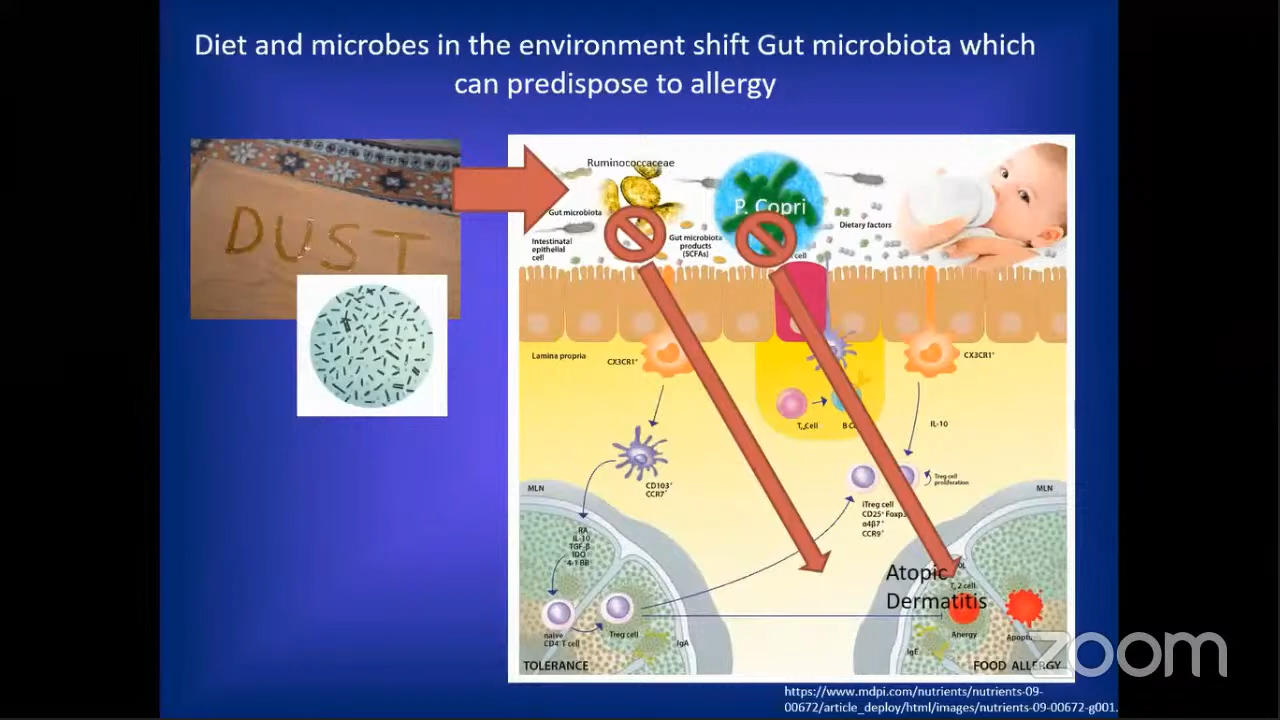 Diet and microbes in the environment shift Gut microbiota which
can predispose to allergy
DUST
Ruminococcaceae
P. Copri
Gut microbiota
Intestinatal
epithelial
cell
Gut microbiota
products
(SCFAs)
cell
Dietary factors
Lamina propria
CX3CR1⁺
CX3CR1⁺
IL-10
MLN
CD103⁺
CCR7⁺
Treg cell
proliferation
MLN
iTreg cell
CD25⁺ Foxp3
α4β7⁺
CCR9⁺
RA
IL-10
TGF-β
IDO
4-1 BB
Atopic
Dermatitis
naive
CD4⁺ T cell
Treg cell
IgA
Anergy
IgE
TOLERANCE
FOOD ALLERGY
zoom
https://www.mdpi.com/nutrients/nutrients-09-
00672/article_deploy/html/images/nutrients-09-00672-g001.